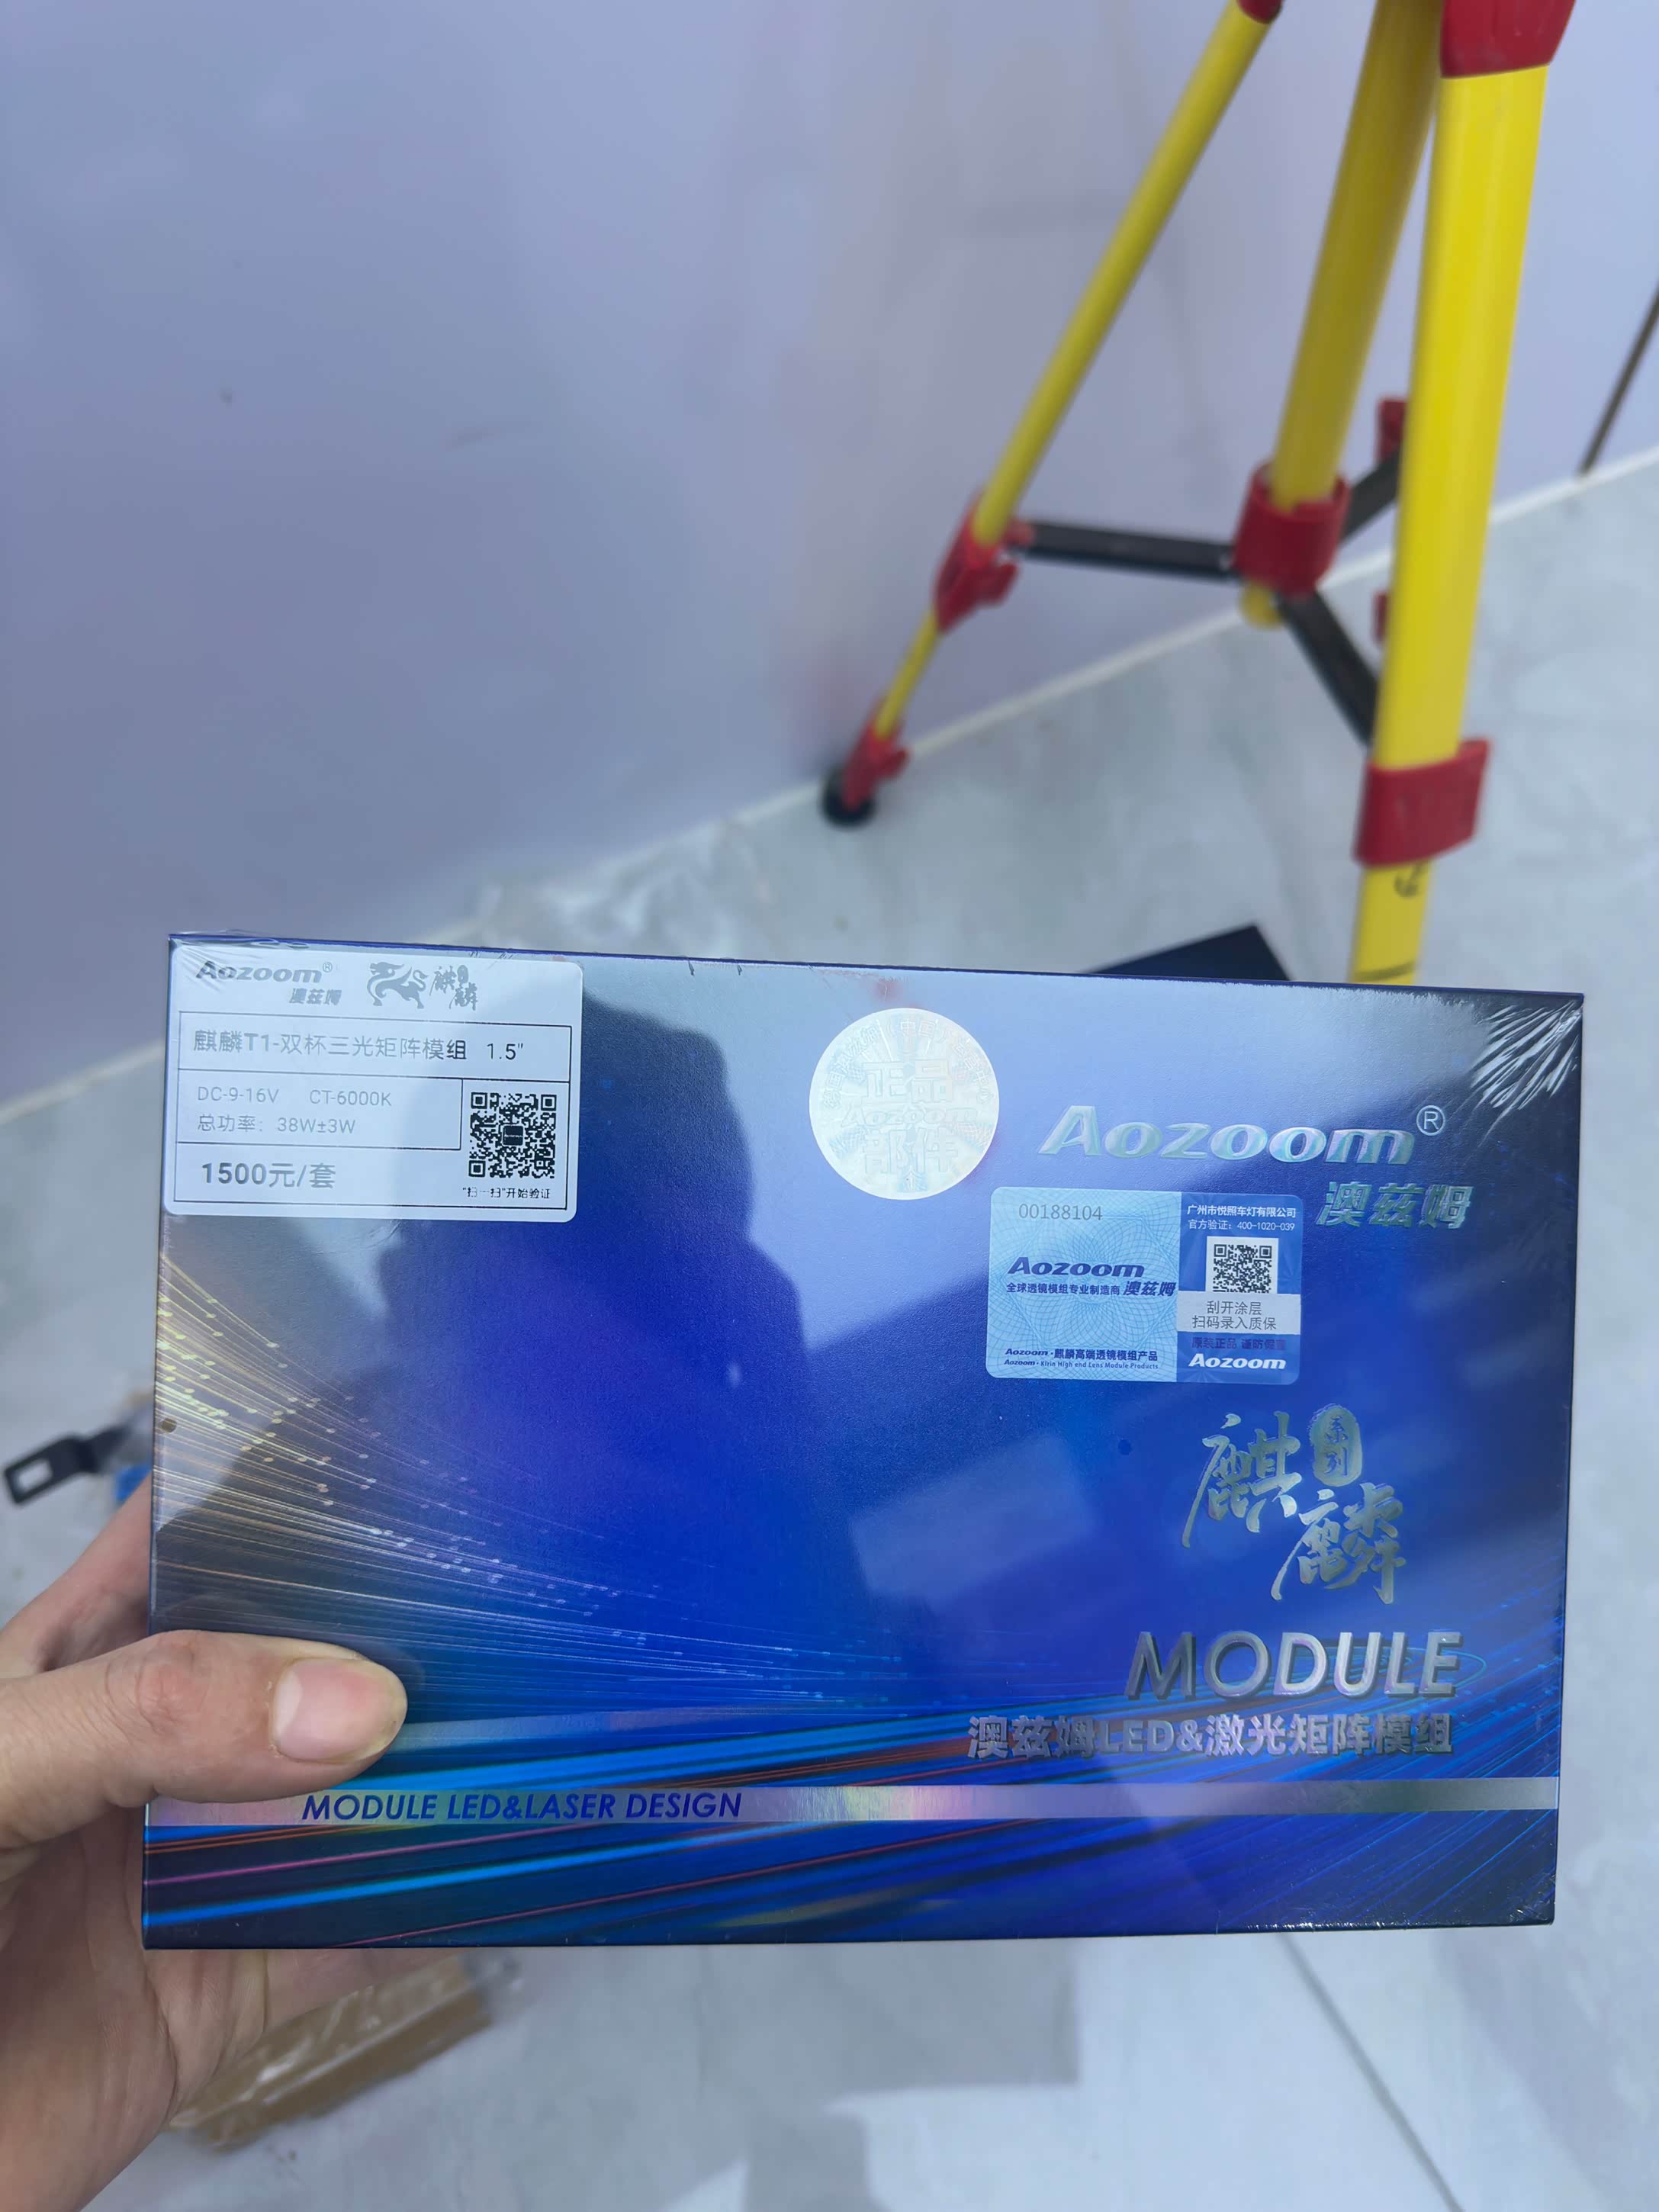 Aozoom®
澳兹姆
麒麟
麒麟T1-双杯三光矩阵模组 1.5"
DC-9-16V CT-6000K
总功率：38W±3W
1500元/套
"扫一扫"开始验证
正品
Aozoom
部件
Aozoom®
澳兹姆
00188104
Aozoom
全球透镜模组专业制造商 澳兹姆
Aozoom·麒麟高端透镜模组产品
Aozoom·Kirin High end Lens Module Products
广州市悦照车灯有限公司
官方验证：400-1020-039
刮开涂层
扫码录入质保
Aozoom
麒麟
系列
MODULE
澳兹姆LED&激光矩阵模组
MODULE LED&LASER DESIGN